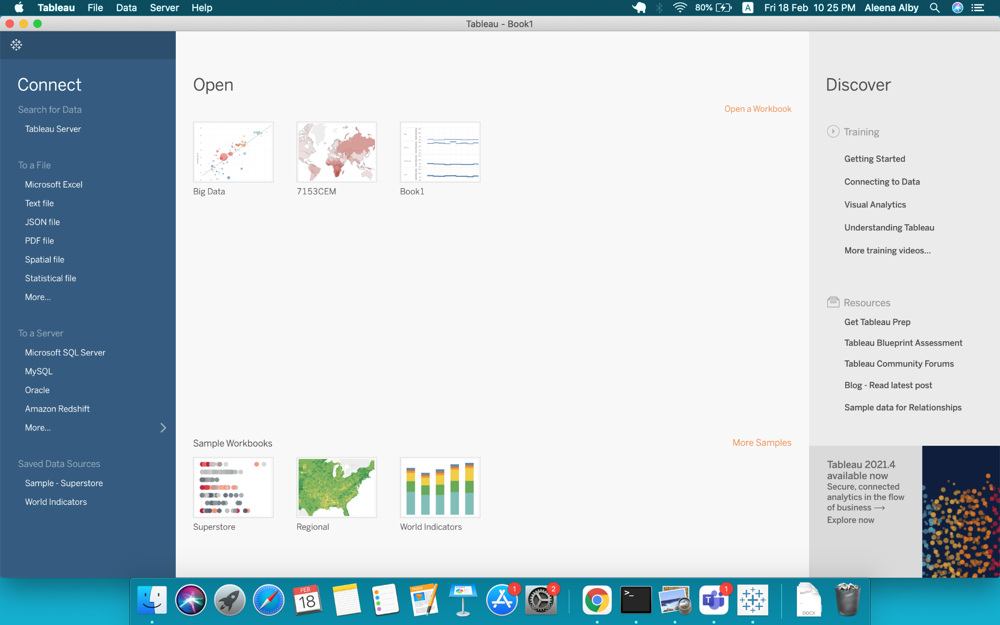 Tableau File Data Server Help
80% A Fri 18 Feb 10 25 PM Aleena Alby
Tableau - Book1
Connect
Search for Data
Tableau Server
To a File
Microsoft Excel
Text file
JSON file
PDF file
Spatial file
Statistical file
More...
To a Server
Microsoft SQL Server
MySQL
Oracle
Amazon Redshift
More...
Saved Data Sources
Sample - Superstore
World Indicators
Open
Open a Workbook
Big Data
7153CEM
Book1
Sample Workbooks
More Samples
Superstore
Regional
World Indicators
Discover
Training
Getting Started
Connecting to Data
Visual Analytics
Understanding Tableau
More training videos...
Resources
Get Tableau Prep
Tableau Blueprint Assessment
Tableau Community Forums
Blog - Read latest post
Sample data for Relationships
Tableau 2021.4
available now
Secure, connected
analytics in the flow
of business →
Explore now
FEB
18
PAGES
1
2
>_
T
1
DOCX